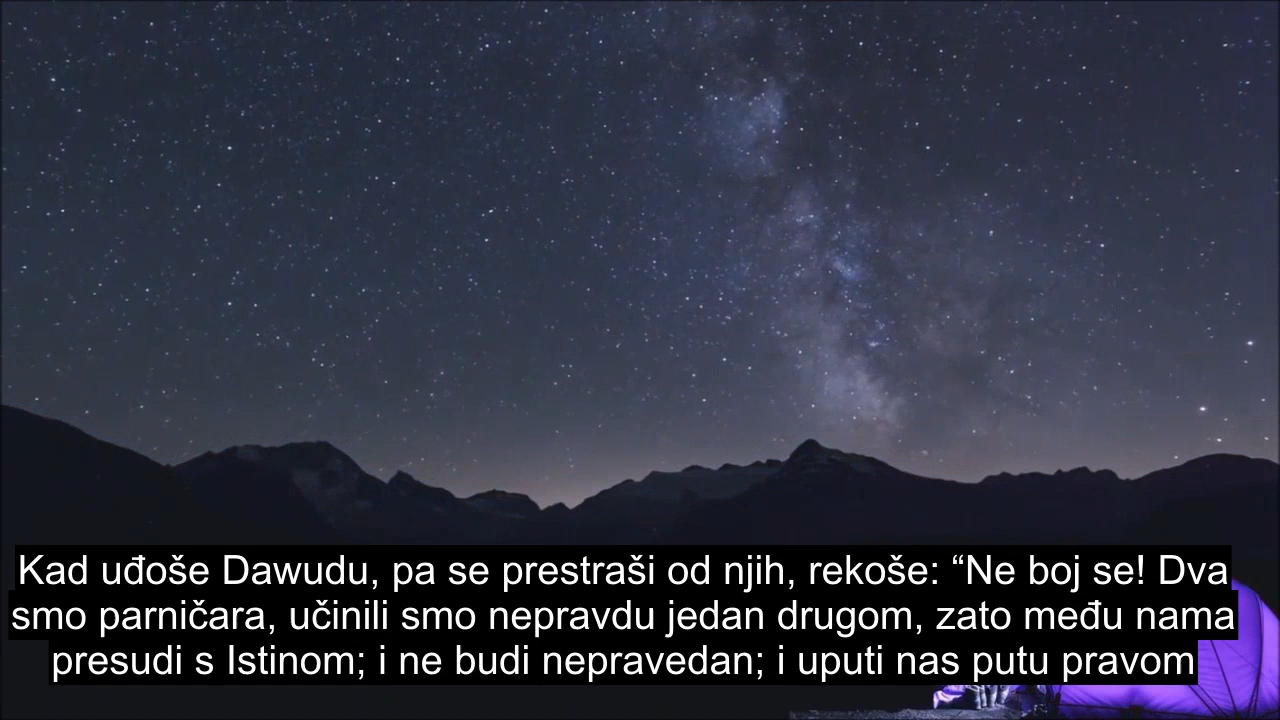 Kad uđoše Dawudu, pa se prestraši od njih, rekoše: “Ne boj se! Dva
smo parničara, učinili smo nepravdu jedan drugom, zato među nama
presudi s Istinom; i ne budi nepravedan; i uputi nas putu pravom